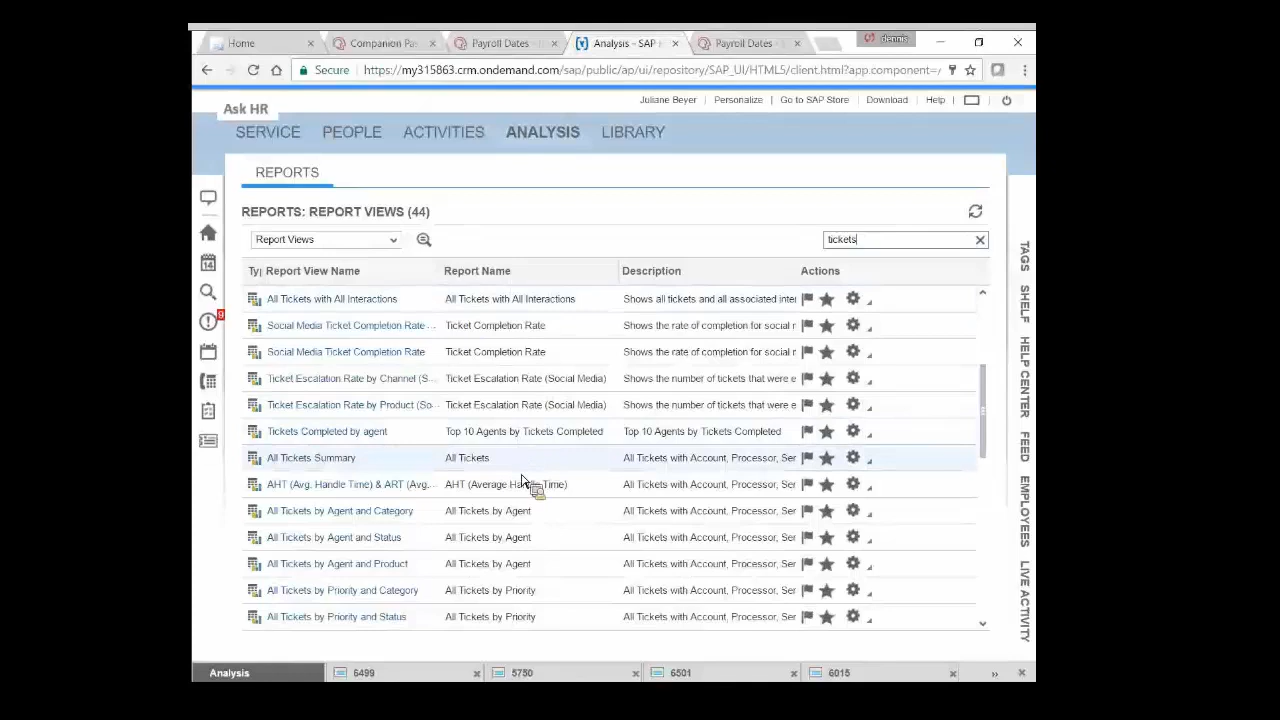 Home
Companion Pa
Payroll Dates -
Analysis - SAP
Payroll Dates -
dennis
Secure | https://my315863.crm.ondemand.com/sap/public/ap/ui/repository/SAP_UI/HTML5/client.html?app.component=/
Juliane Beyer | Personalize | Go to SAP Store | Download | Help
Ask HR
SERVICE PEOPLE ACTIVITIES ANALYSIS LIBRARY
REPORTS
REPORTS: REPORT VIEWS (44)
Report Views
tickets
Report View Name Report Name Description Actions
All Tickets with All Interactions All Tickets with All Interactions Shows all tickets and all associated inter
Social Media Ticket Completion Rate ... Ticket Completion Rate Shows the rate of completion for social r
Social Media Ticket Completion Rate Ticket Completion Rate Shows the rate of completion for social r
Ticket Escalation Rate by Channel (S... Ticket Escalation Rate (Social Media) Shows the number of tickets that were e
Ticket Escalation Rate by Product (So... Ticket Escalation Rate (Social Media) Shows the number of tickets that were e
Tickets Completed by agent Top 10 Agents by Tickets Completed Top 10 Agents by Tickets Completed
All Tickets Summary All Tickets All Tickets with Account, Processor, Ser
AHT (Avg. Handle Time) & ART (Avg.... AHT (Average Handle Time) All Tickets with Account, Processor, Ser
All Tickets by Agent and Category All Tickets by Agent All Tickets with Account, Processor, Ser
All Tickets by Agent and Status All Tickets by Agent All Tickets with Account, Processor, Ser
All Tickets by Agent and Product All Tickets by Agent All Tickets with Account, Processor, Ser
All Tickets by Priority and Category All Tickets by Priority All Tickets with Account, Processor, Ser
All Tickets by Priority and Status All Tickets by Priority All Tickets with Account, Processor, Ser
14
9
TAGS
SHELF
HELP CENTER
FEED
EMPLOYEES
LIVE ACTIVITY
Analysis 6499 5750 6501 6015